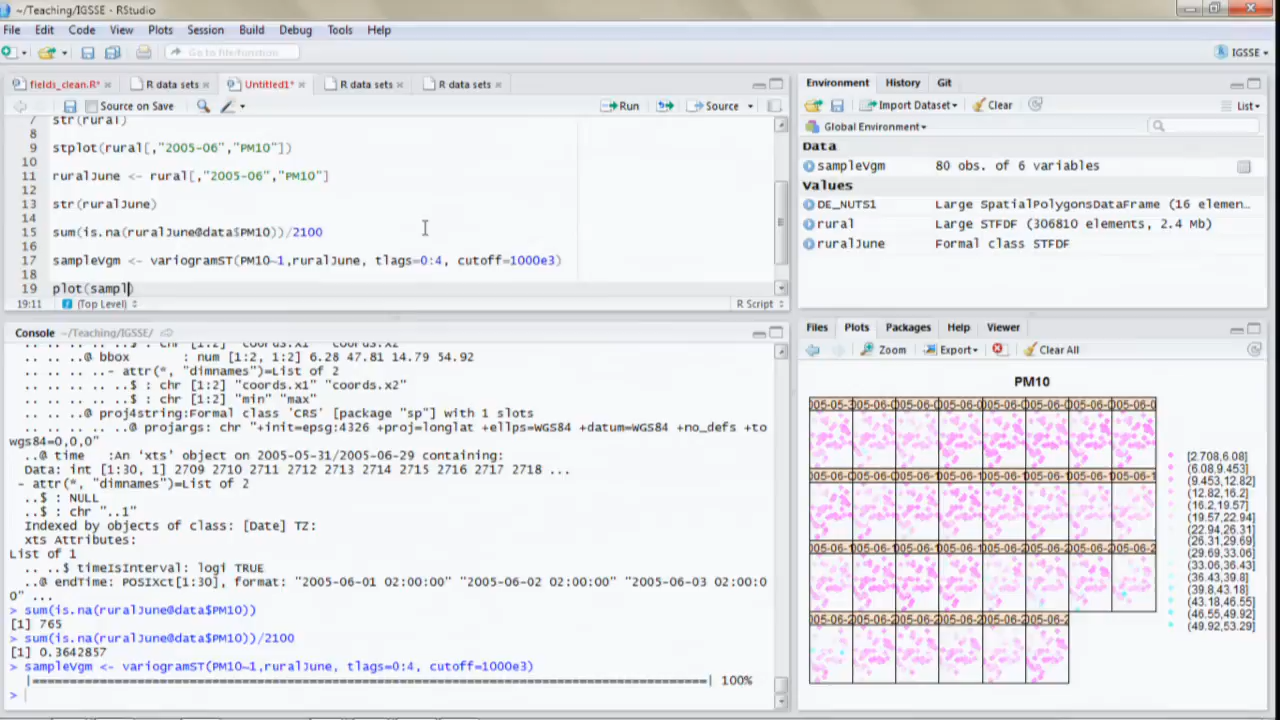 ~/Teaching/IGSSE - RStudio
File Edit Code View Plots Session Build Debug Tools Help
Go to file/function
IGSSE
fields_clean.R* R data sets Untitled1* R data sets R data sets
Source on Save Run Source
7 str(rural)
8
9 stplot(rural[,"2005-06","PM10"])
10
11 ruralJune <- rural[,"2005-06","PM10"]
12
13 str(ruralJune)
14
15 sum(is.na(ruralJune@data$PM10))/2100
16
17 sampleVgm <- variogramST(PM10~1,ruralJune, tlags=0:4, cutoff=1000e3)
18
19 plot(sampl)
19:11 (Top Level) R Script
Console ~/Teaching/IGSSE/
.. .. .. .. ..$ : chr [1:2] "coords.x1" "coords.x2"
.. .. .. ..@ bbox : num [1:2, 1:2] 6.28 47.81 14.79 54.92
.. .. .. .. ..- attr(*, "dimnames")=List of 2
.. .. .. .. .. ..$ : chr [1:2] "coords.x1" "coords.x2"
.. .. .. .. .. ..$ : chr [1:2] "min" "max"
.. .. .. ..@ proj4string:Formal class 'CRS' [package "sp"] with 1 slots
.. .. .. .. .. ..@ projargs: chr "+init=epsg:4326 +proj=longlat +ellps=WGS84 +datum=WGS84 +no_defs +to
wgs84=0,0,0"
..@ time :An 'xts' object on 2005-05-31/2005-06-29 containing:
Data: int [1:30, 1] 2709 2710 2711 2712 2713 2714 2715 2716 2717 2718 ...
- attr(*, "dimnames")=List of 2
..$ : NULL
..$ : chr "..1"
Indexed by objects of class: [Date] TZ:
xts Attributes:
List of 1
.. .. ..$ timeIsInterval: logi TRUE
..@ endTime: POSIXct[1:30], format: "2005-06-01 02:00:00" "2005-06-02 02:00:00" "2005-06-03 02:00:0
0" ...
> sum(is.na(ruralJune@data$PM10))
[1] 765
> sum(is.na(ruralJune@data$PM10))/2100
[1] 0.3642857
> sampleVgm <- variogramST(PM10~1,ruralJune, tlags=0:4, cutoff=1000e3)
|=====================================================================================| 100%
>
Environment History Git
Import Dataset Clear List
Global Environment
Data
sampleVgm 80 obs. of 6 variables
Values
DE_NUTS1 Large SpatialPolygonsDataFrame (16 elemen...
rural Large STFDF (306810 elements, 2.4 Mb)
ruralJune Formal class STFDF
Files Plots Packages Help Viewer
Zoom Export Clear All
PM10
[2.708,6.08]
(6.08,9.453]
(9.453,12.82]
(12.82,16.2]
(16.2,19.57]
(19.57,22.94]
(22.94,26.31]
(26.31,29.69]
(29.69,33.06]
(33.06,36.43]
(36.43,39.8]
(39.8,43.18]
(43.18,46.55]
(46.55,49.92]
(49.92,53.29]